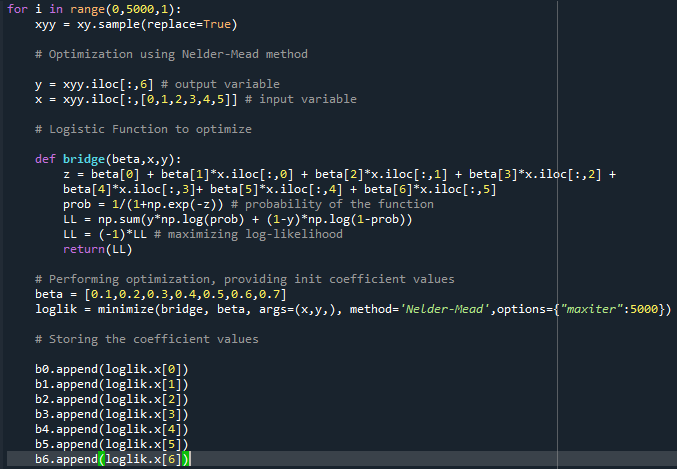 for i in range(0,5000,1):
    xyy = xy.sample(replace=True)
    # Optimization using Nelder-Mead method
    y = xyy.iloc[:,6] # output variable
    x = xyy.iloc[:,[0,1,2,3,4,5]] # input variable
    # Logistic Function to optimize
    def bridge(beta,x,y):
        z = beta[0] + beta[1]*x.iloc[:,0] + beta[2]*x.iloc[:,1] + beta[3]*x.iloc[:,2] +
        beta[4]*x.iloc[:,3]+ beta[5]*x.iloc[:,4] + beta[6]*x.iloc[:,5]
        prob = 1/(1+np.exp(-z)) # probability of the function
        LL = np.sum(y*np.log(prob) + (1-y)*np.log(1-prob))
        LL = (-1)*LL # maximizing log-likelihood
        return(LL)
    # Performing optimization, providing init coefficient values
    beta = [0.1,0.2,0.3,0.4,0.5,0.6,0.7]
    loglik = minimize(bridge, beta, args=(x,y,), method='Nelder-Mead',options={"maxiter":5000})
    # Storing the coefficient values
    b0.append(loglik.x[0])
    b1.append(loglik.x[1])
    b2.append(loglik.x[2])
    b3.append(loglik.x[3])
    b4.append(loglik.x[4])
    b5.append(loglik.x[5])
    b6.append(loglik.x[6])